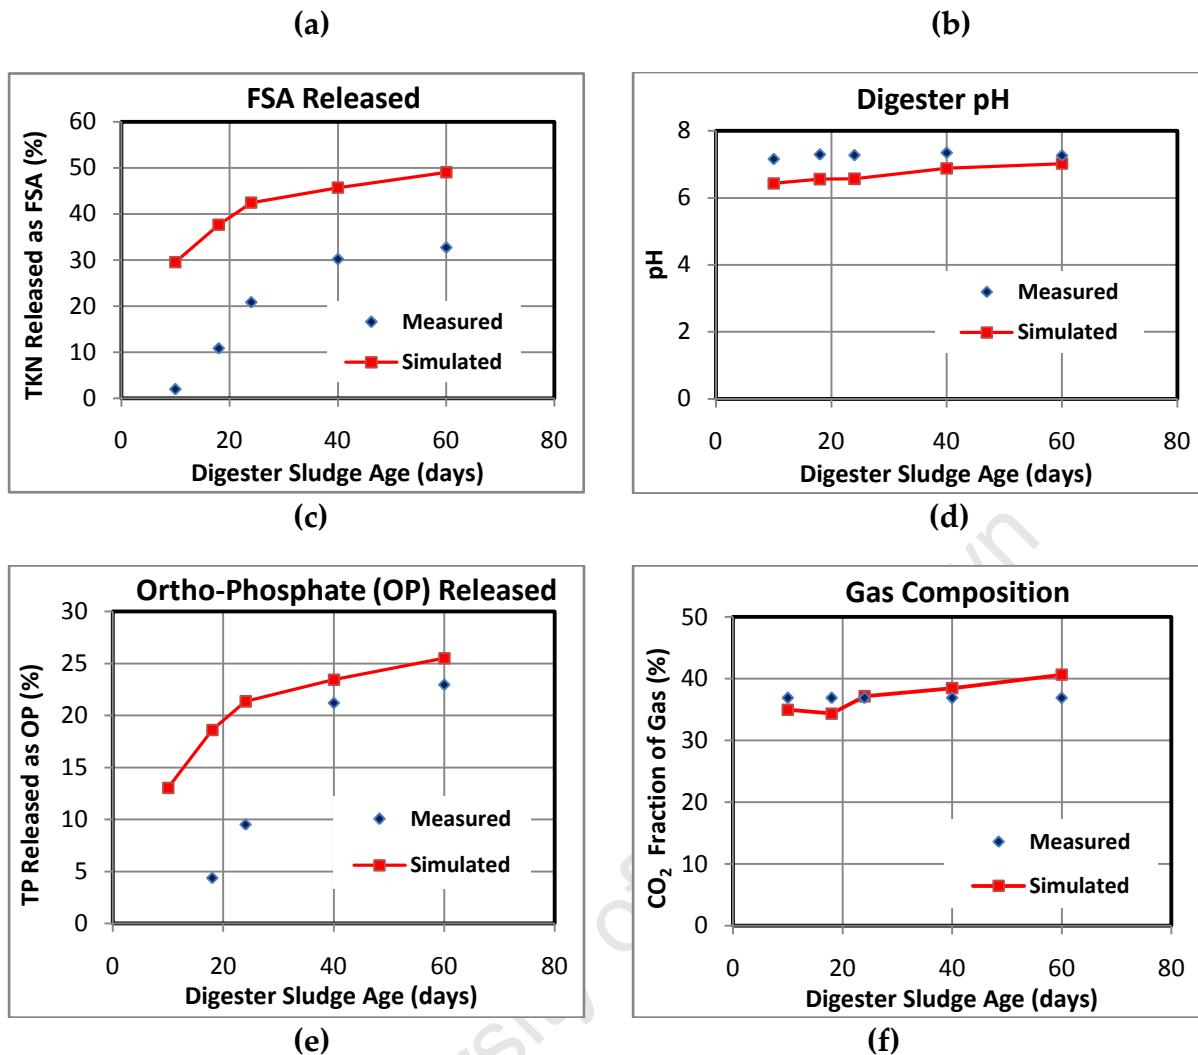 (a)
(b)
FSA Released
TKN Released as FSA (%)
60
50
40
30
20
10
0
0 20 40 60 80
Digester Sludge Age (days)
Measured
Simulated
Digester pH
pH
8
6
4
2
0
0 20 40 60 80
Digester Sludge Age (days)
Measured
Simulated
(c)
(d)
Ortho-Phosphate (OP) Released
TP Released as OP (%)
30
25
20
15
10
5
0
0 20 40 60 80
Digester Sludge Age (days)
Measured
Simulated
Gas Composition
CO₂ Fraction of Gas (%)
50
40
30
20
10
0
0 20 40 60 80
Digester Sludge Age (days)
Measured
Simulated
(e)
(f)